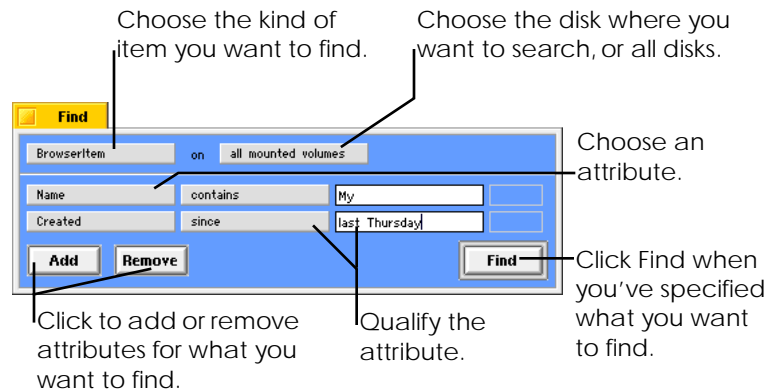 Choose the kind of
item you want to find.
Choose the disk where you
want to search, or all disks.
Find
BrowserItem on all mounted volumes
Choose an
attribute.
Name contains My
Created since last Thursday
Add Remove Find
Click Find when
you've specified
what you want
to find.
Click to add or remove
attributes for what you
want to find.
Qualify the
attribute.